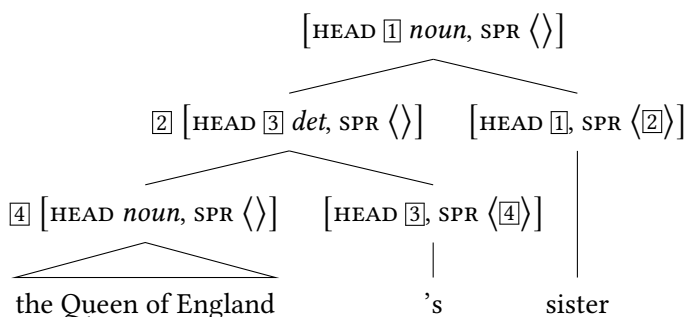 [HEAD 1 noun, SPR ⟨⟩]
2 [HEAD 3 det, SPR ⟨⟩] [HEAD 1, SPR ⟨2⟩]
4 [HEAD noun, SPR ⟨⟩] [HEAD 3, SPR ⟨4⟩]
the Queen of England 's sister